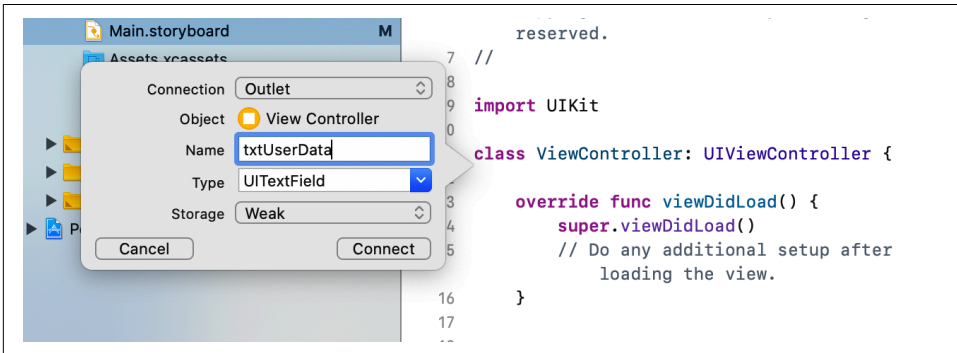 Main.storyboard M
Assets.xcassets
Connection Outlet
Object View Controller
Name txtUserData
Type UITextField
Storage Weak
Cancel Connect
reserved.
7 //
8
9 import UIKit
0
class ViewController: UIViewController {
3 override func viewDidLoad() {
4 super.viewDidLoad()
5 // Do any additional setup after
loading the view.
16 }
17